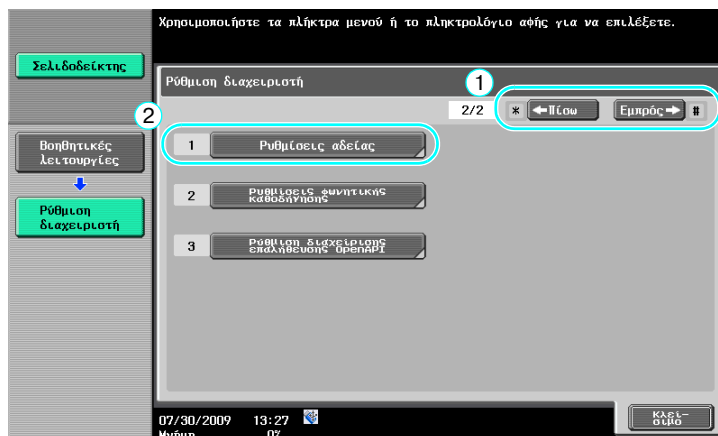 Χρησιμοποιήστε τα πλήκτρα μενού ή το πληκτρολόγιο αφής για να επιλέξετε.
Σελιδοδείκτης
Ρύθμιση διαχειριστή
1
2/2 * Πίσω Εμπρός #
2
Βοηθητικές
λειτουργίες
1 Ρυθμίσεις αδείας
2 Ρυθμίσεις φωνητικής
καθοδήγησης
Ρύθμιση
διαχειριστή
3 Ρύθμιση διαχείρισης
επαλήθευσης OpenAPI
07/30/2009 13:27
Μνήμη 0%
Κλεί-
σιμο